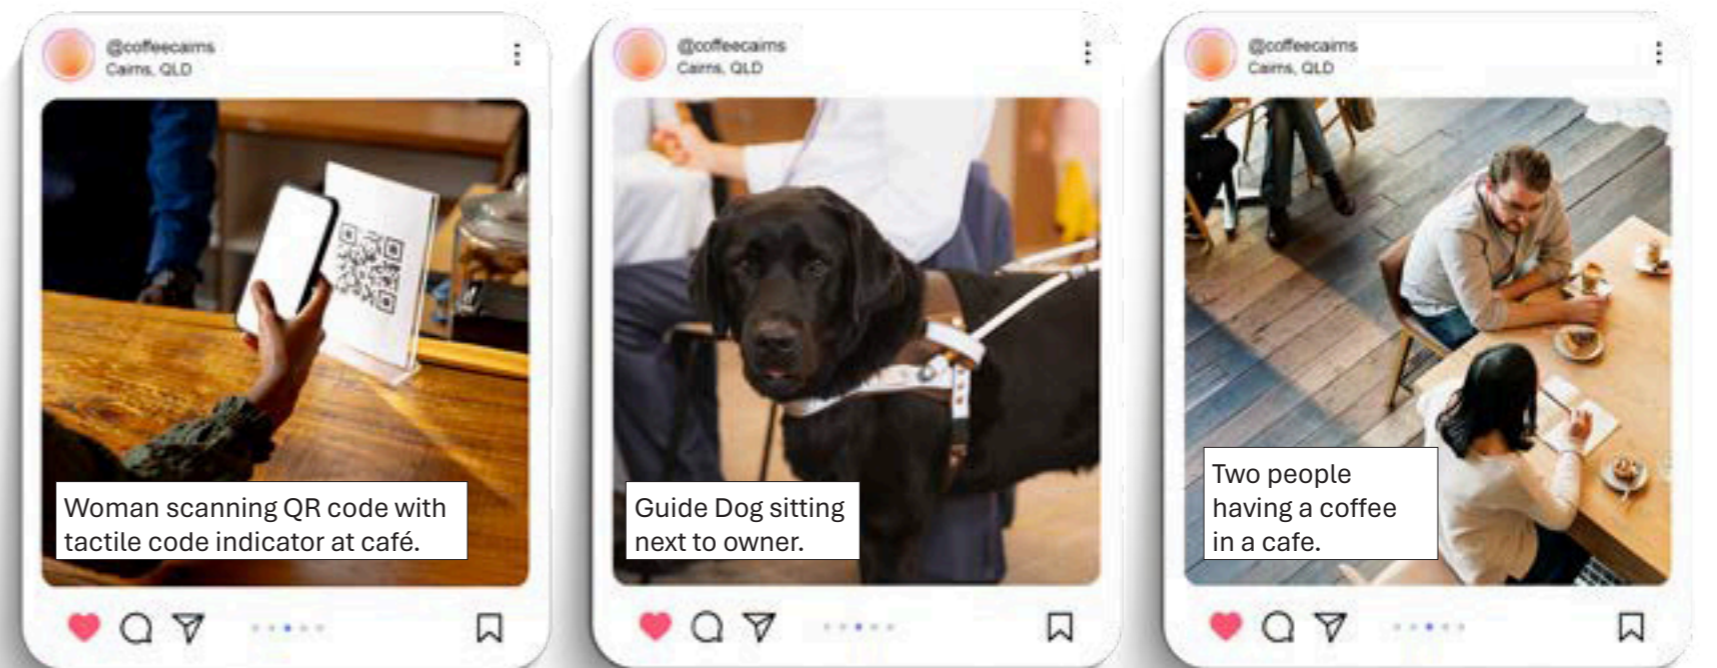 @coffeecairns
Cairns, QLD
Woman scanning QR code with
tactile code indicator at café.
@coffeecairns
Cairns, QLD
Guide Dog sitting
next to owner.
@coffeecairns
Cairns, QLD
Two people
having a coffee
in a cafe.